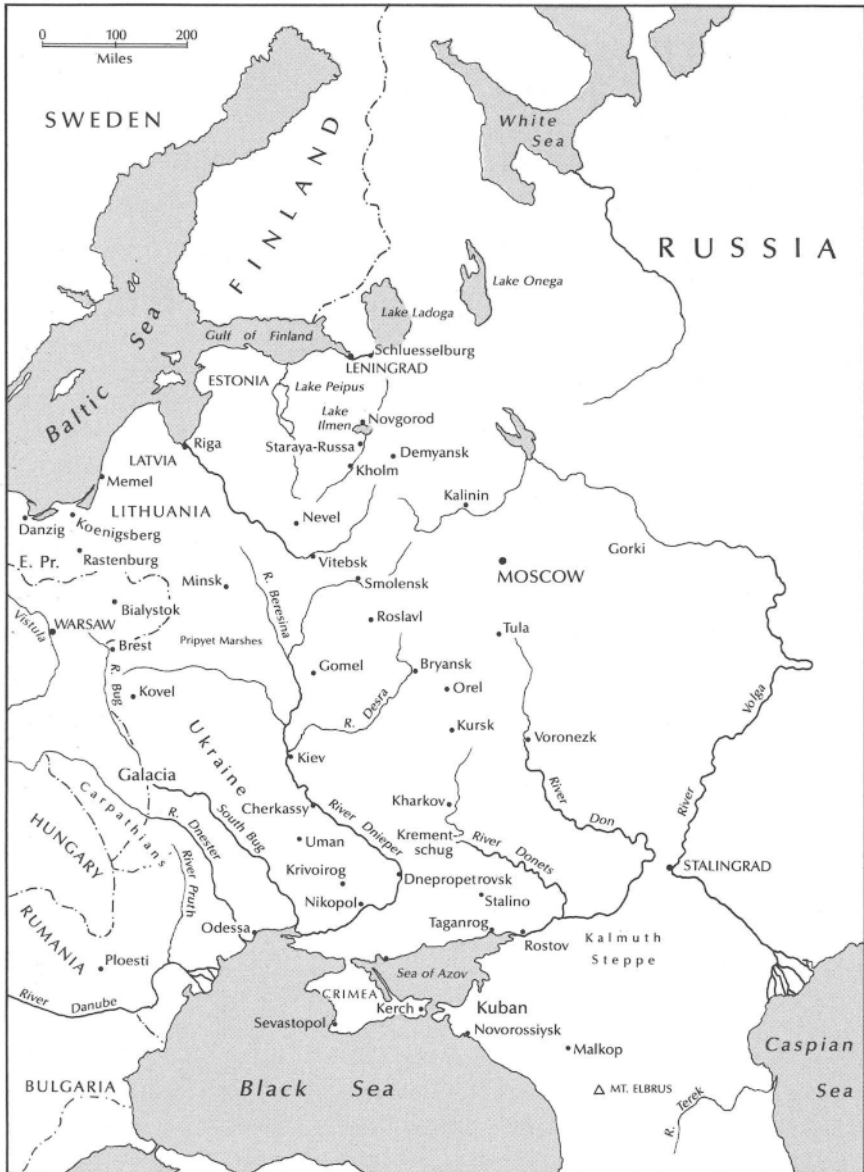 0 100 200
Miles
SWEDEN
FINLAND
White
Sea
RUSSIA
Lake Onega
Lake Ladoga
Baltic Sea
Gulf of Finland
Schluesselburg
LENINGRAD
ESTONIA
Lake Peipus
Lake
Ilmen
Novgorod
Riga
Staraya-Russa
Demyansk
LATVIA
Kholm
Memel
Kalinin
LITHUANIA
Nevel
Danzig
Koenigsberg
Gorki
Rastenburg
E. Pr.
Vitebsk
MOSCOW
Minsk
R. Beresina
Smolensk
Bialystok
Roslavl
Vistula
WARSAW
Tula
Pripyet Marshes
Brest
Gomel
Bryansk
R. Bug
Kovel
Orel
R. Desra
Volga
River
Ukraine
Kursk
Voronezk
Kiev
Galacia
River Don
Carpathians
Cherkassy
Kharkov
HUNGARY
R. Dnester
South Bug
River Dnieper
Krement-
schug
River Donets
Uman
River Pruth
Krivoirog
Dnepropetrovsk
STALINGRAD
Stalino
Nikopol
RUMANIA
Odessa
Taganrog
Rostov
Kalmuth
Steppe
Ploesti
Sea of Azov
CRIMEA
River Danube
Kerch
Kuban
Sevastopol
Novorossiysk
Malkop
Caspian
Sea
BULGARIA
Black Sea
MT. ELBRUS
R. Terek